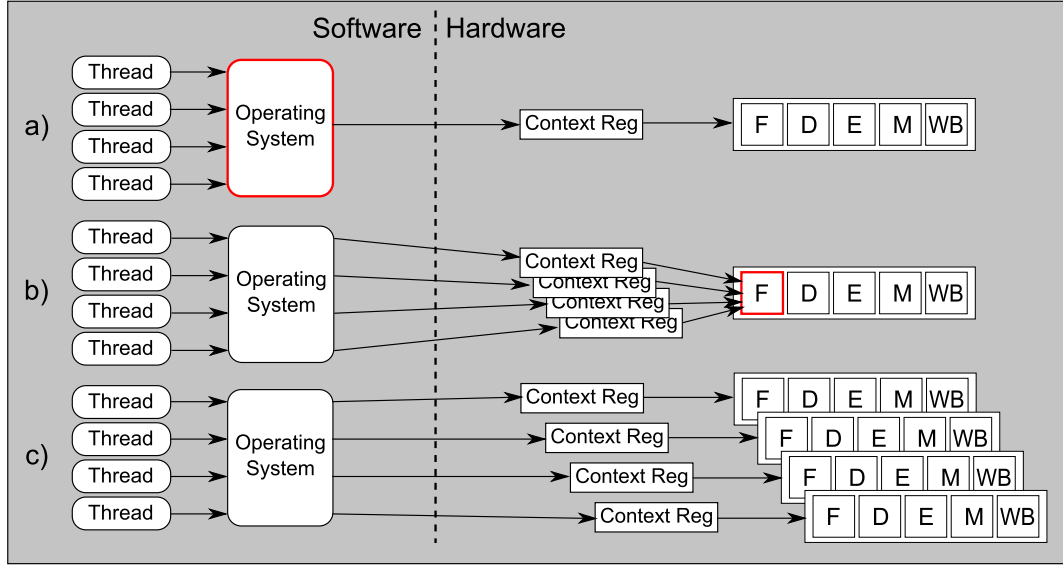 Software Hardware
a)
Thread
Thread
Thread
Thread
Operating
System
Context Reg
F D E M WB
b)
Thread
Thread
Thread
Thread
Operating
System
Context Reg
Context Reg
Context Reg
Context Reg
F D E M WB
c)
Thread
Thread
Thread
Thread
Operating
System
Context Reg
Context Reg
Context Reg
Context Reg
F D E M WB
F D E M WB
F D E M WB
F D E M WB